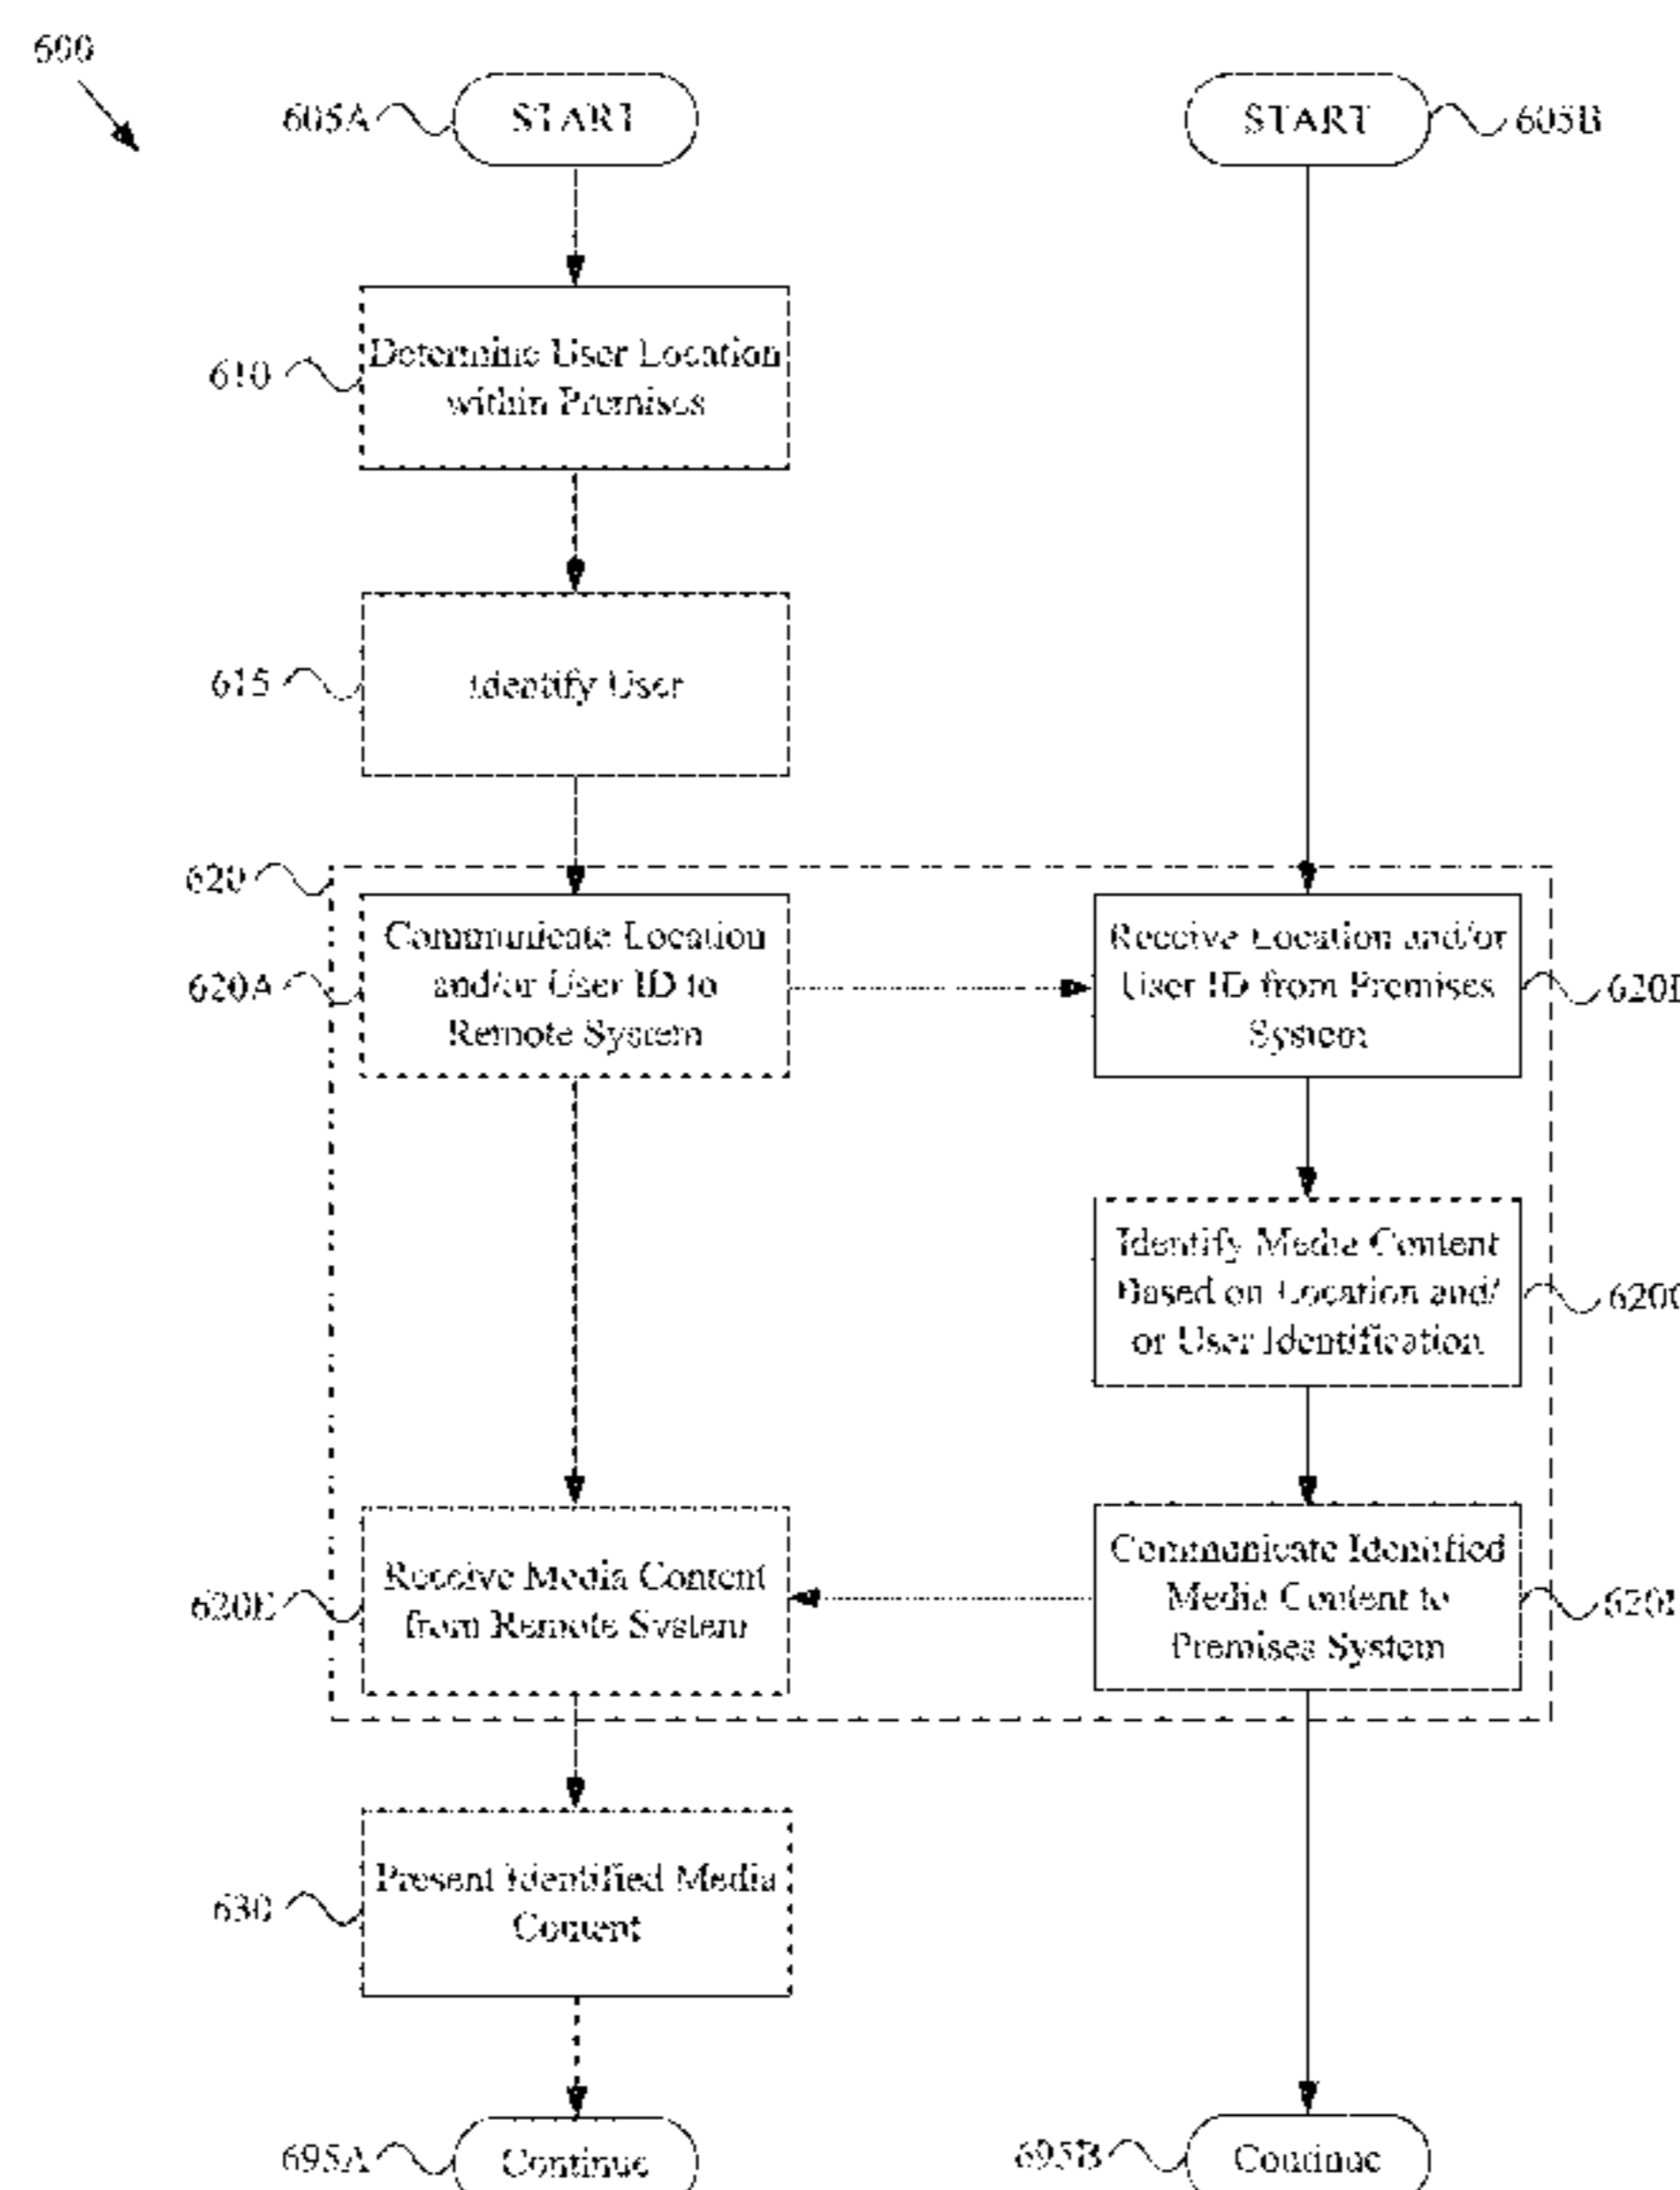 600
605A
START
START
605B
610
Determine User Location
within Premises
615
Identify User
620
620A
Communicate Location
and/or User ID to
Remote System
Receive Location and/or
User ID from Premises
System
620
Identify Media Content
Based on Location and/
or User Identification
620C
620E
Receive Media Content
from Remote System
Communicate Identified
Media Content to
Premises System
620
630
Present Identified Media
Content
695A
Continue
695B
Continue